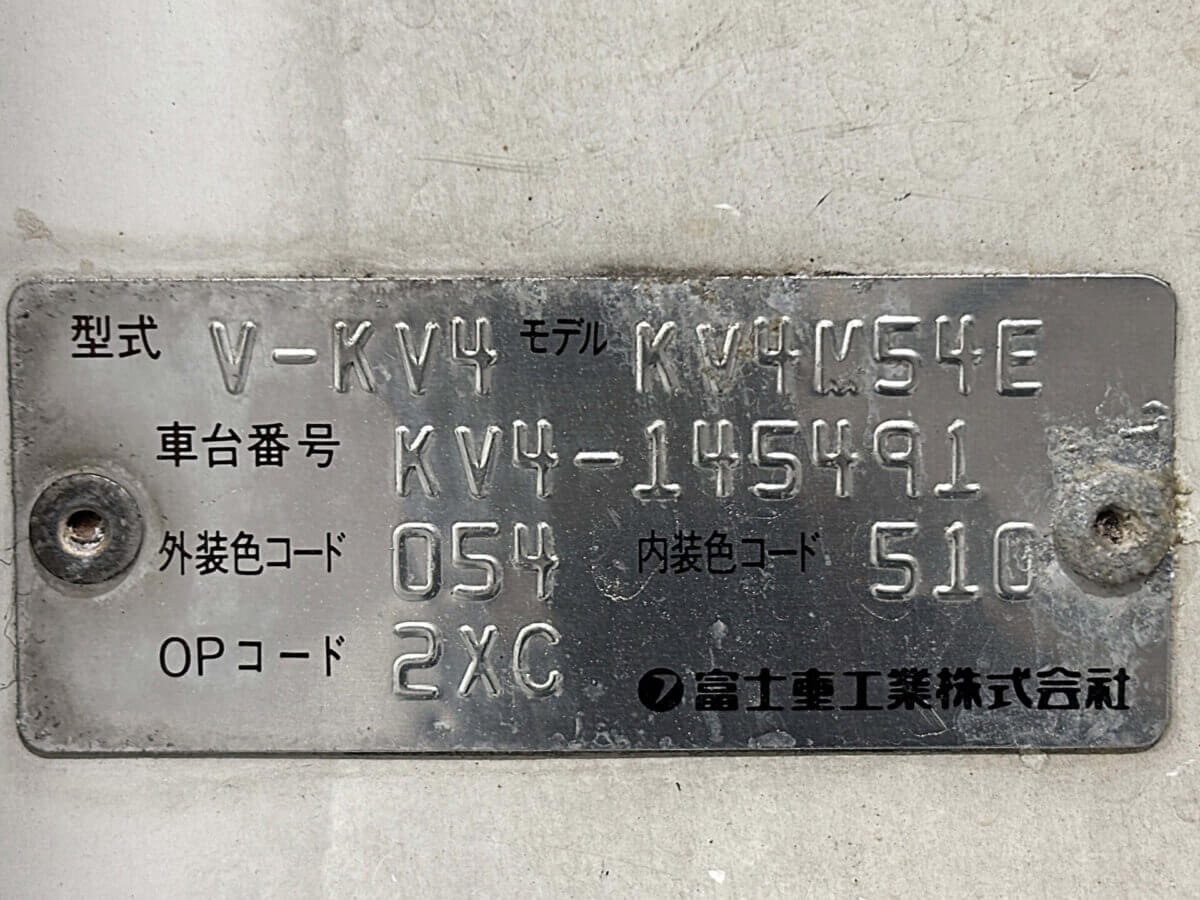 型式 V-KV4 モデル KV4M54E
車台番号 KV4-145491
外装色コード 054 内装色コード 510
OPコード 2XC
フ 富士重工業株式会社